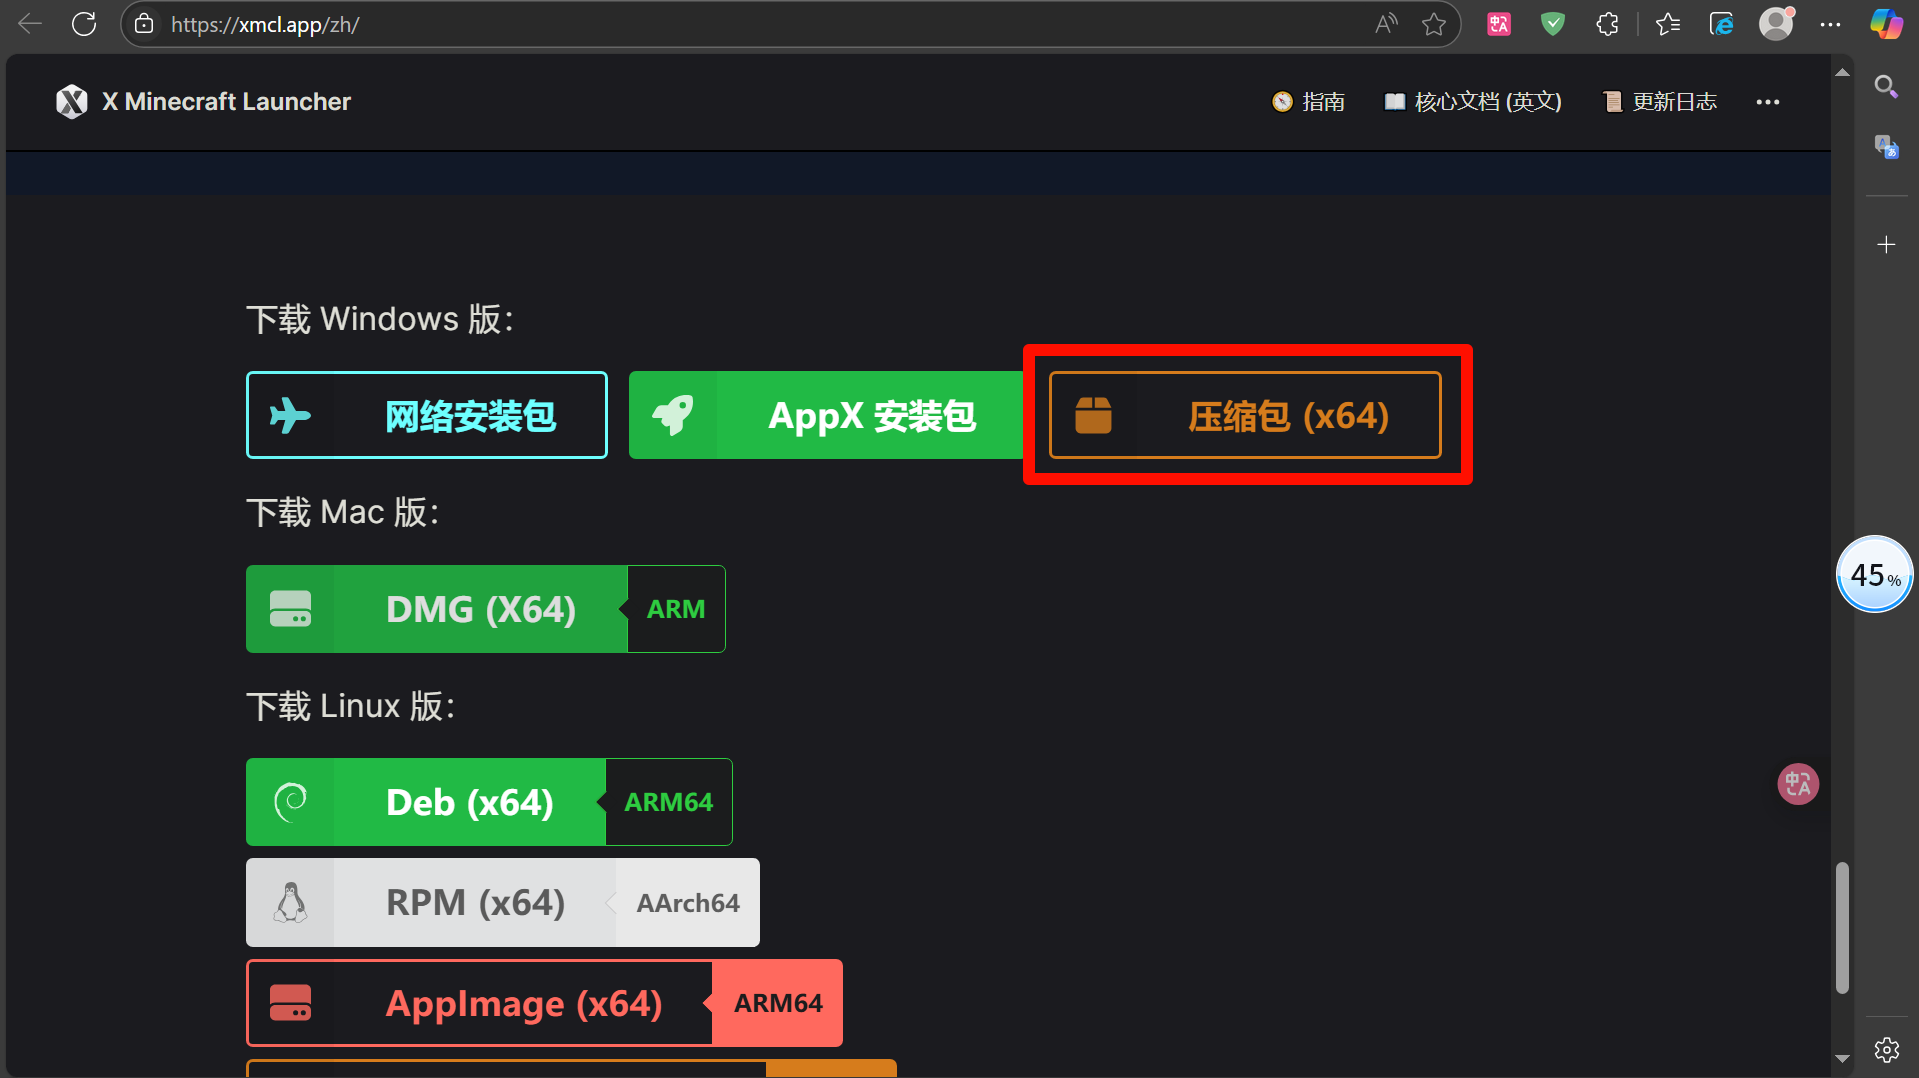 https://xmcl.app/zh/
X Minecraft Launcher
指南
核心文档 (英文)
更新日志
下载 Windows 版：
网络安装包
AppX 安装包
压缩包 (x64)
下载 Mac 版：
DMG (X64)
ARM
45%
下载 Linux 版：
中A
Deb (x64)
ARM64
RPM (x64)
AArch64
AppImage (x64)
ARM64